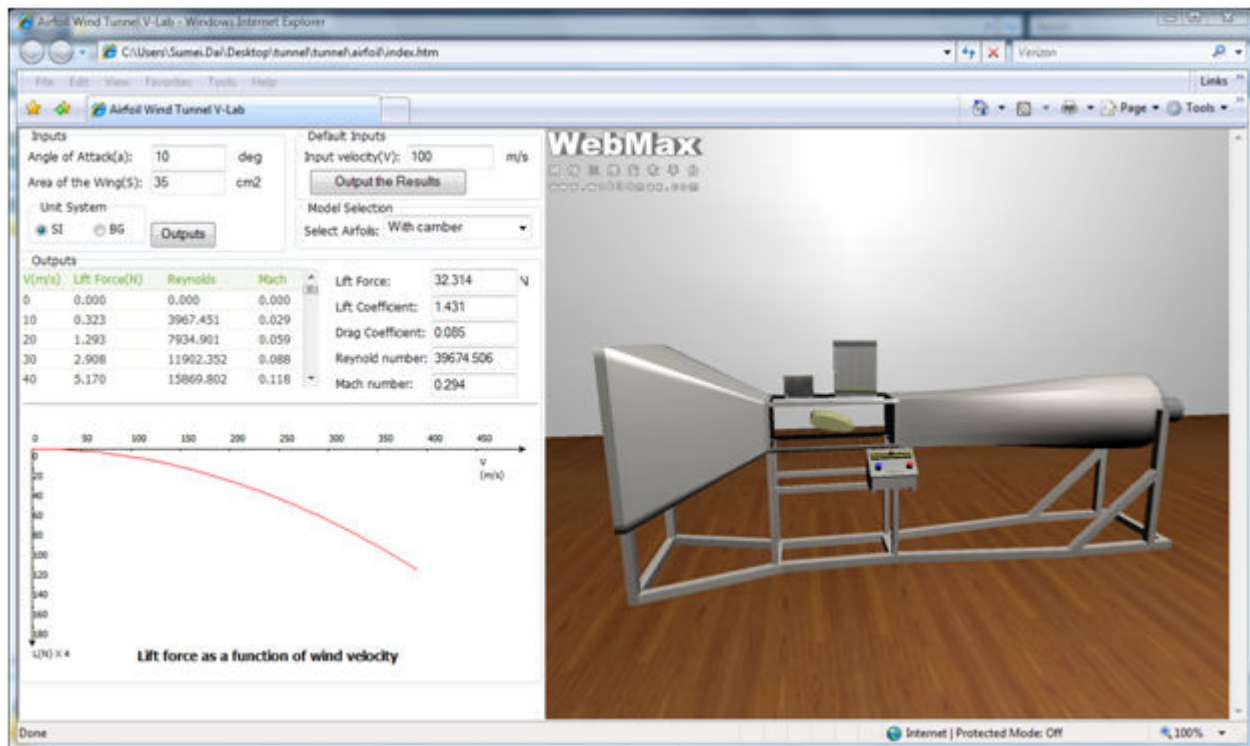 Airfoil Wind Tunnel V-Lab - Windows Internet Explorer
C:\Users\Sumei.Dai\Desktop\tunnel\tunnel\airfoil\index.htm
Verizon
File Edit View Favorites Tools Help
Links »
Airfoil Wind Tunnel V-Lab
Page Tools »
Inputs
Angle of Attack(a): 10 deg
Area of the Wing(S): 35 cm2
Unit System
SI BG
Outputs
Default Inputs
Input velocity(V): 100 m/s
Output the Results
Model Selection
Select Airfoils: With camber
Outputs
V(m/s) Lift Force(N) Reynolds Mach
0 0.000 0.000 0.000
10 0.323 3967.451 0.029
20 1.293 7934.901 0.059
30 2.908 11902.352 0.088
40 5.170 15869.802 0.118
Lift Force: 32.314 N
Lift Coefficient: 1.431
Drag Coefficient: 0.085
Reynold number: 39674.506
Mach number: 0.294
0 50 100 150 200 250 300 350 400 450
V
(m/s)
0
20
40
60
80
100
120
140
160
180
L(N) X 4
Lift force as a function of wind velocity
WebMax
Done
Internet | Protected Mode: Off
100%